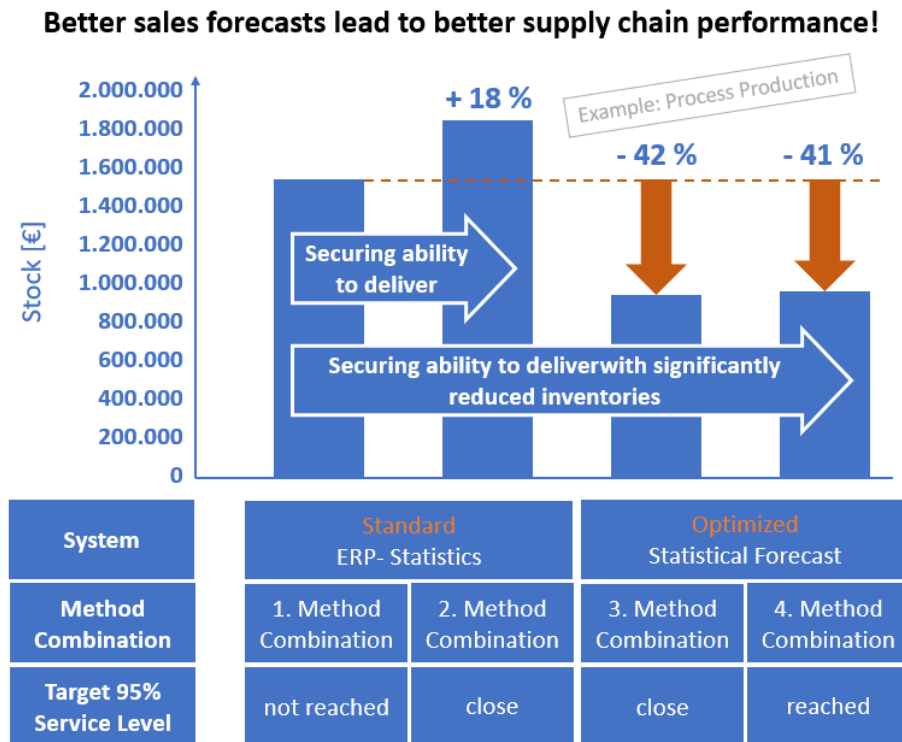 Better sales forecasts lead to better supply chain performance!
Example: Process Production
+ 18 %
- 42 %
- 41 %
Stock [€]
2.000.000
1.800.000
1.600.000
1.400.000
1.200.000
1.000.000
800.000
600.000
400.000
200.000
0
Securing ability
to deliver
Securing ability to deliverwith significantly
reduced inventories
System
Standard
ERP- Statistics
Optimized
Statistical Forecast
Method
Combination
1. Method
Combination
2. Method
Combination
3. Method
Combination
4. Method
Combination
Target 95%
Service Level
not reached
close
close
reached